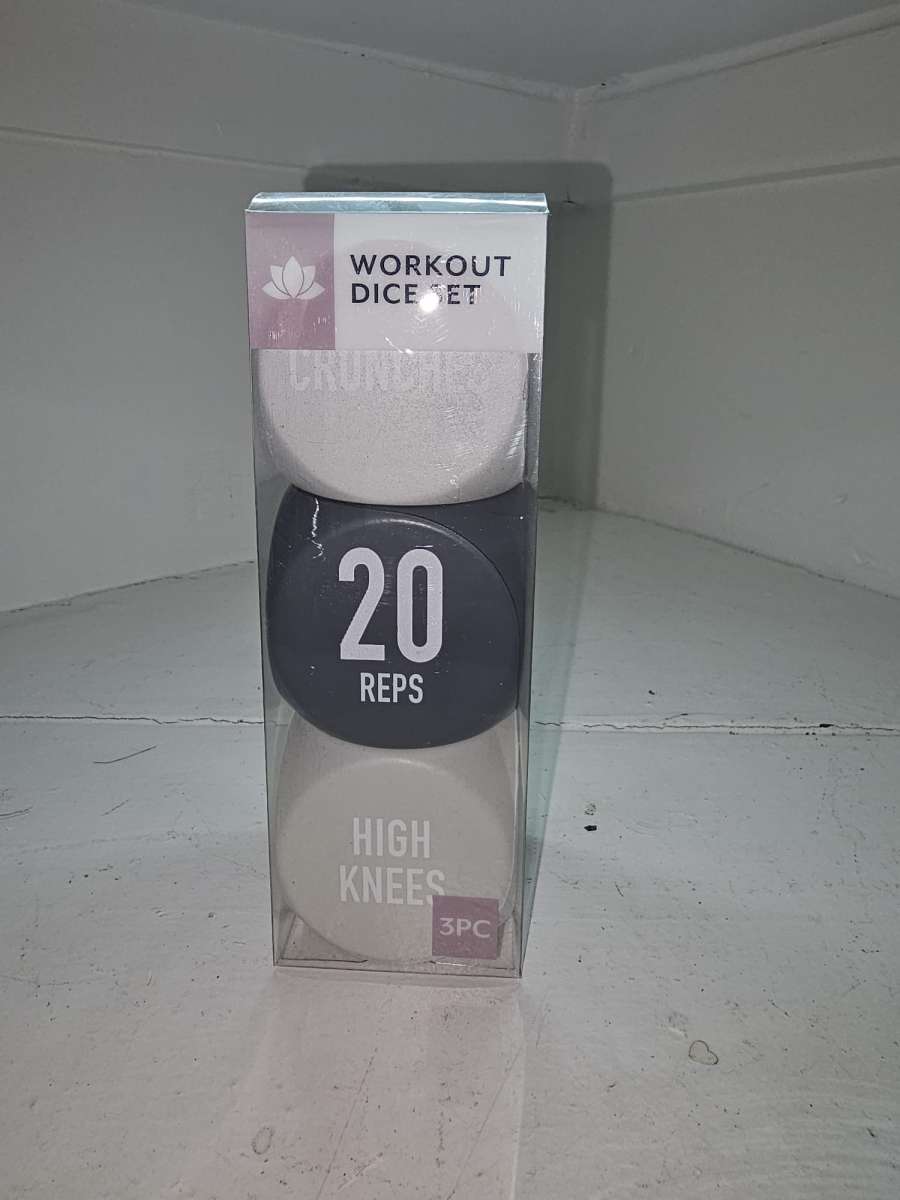 WORKOUT
DICE SET
CRUNCHES
20
REPS
HIGH
KNEES
3PC